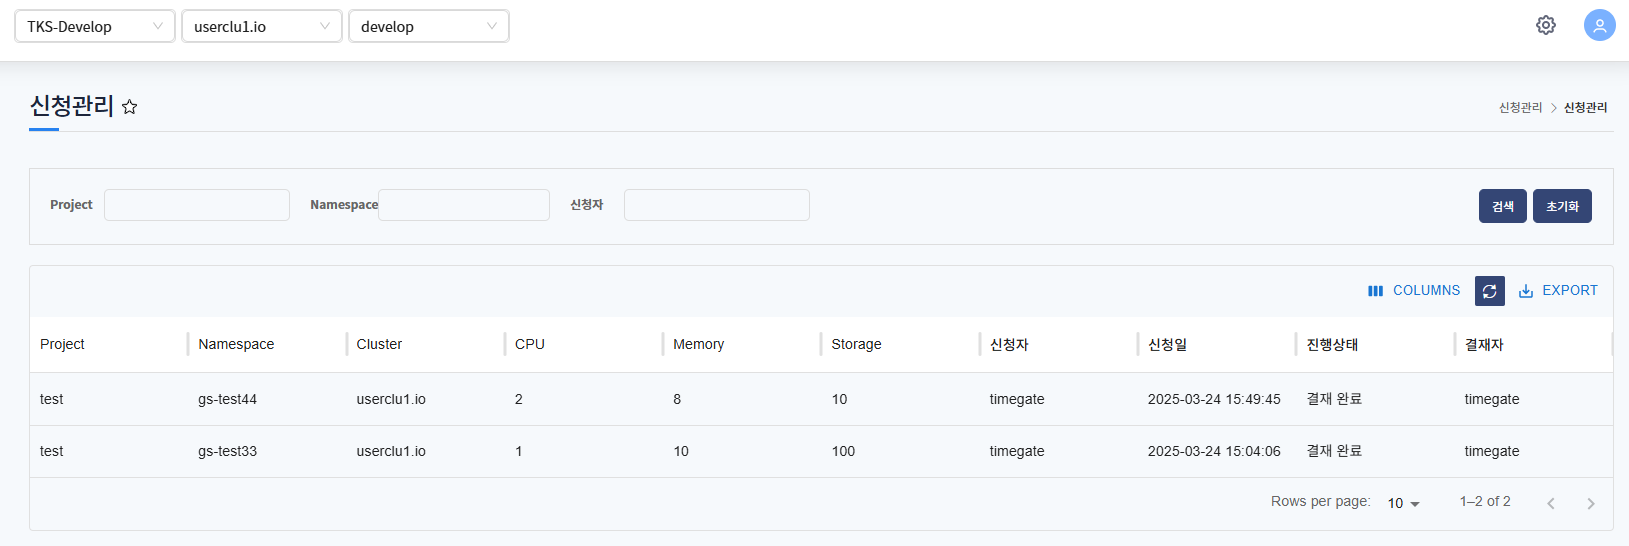 TKS-Develop userclu1.io develop
신청관리
신청관리 > 신청관리
Project Namespace 신청자 검색 초기화
COLUMNS EXPORT
Project Namespace Cluster CPU Memory Storage 신청자 신청일 진행상태 결재자
test gs-test44 userclu1.io 2 8 10 timegate 2025-03-24 15:49:45 결재 완료 timegate
test gs-test33 userclu1.io 1 10 100 timegate 2025-03-24 15:04:06 결재 완료 timegate
Rows per page: 10 1–2 of 2